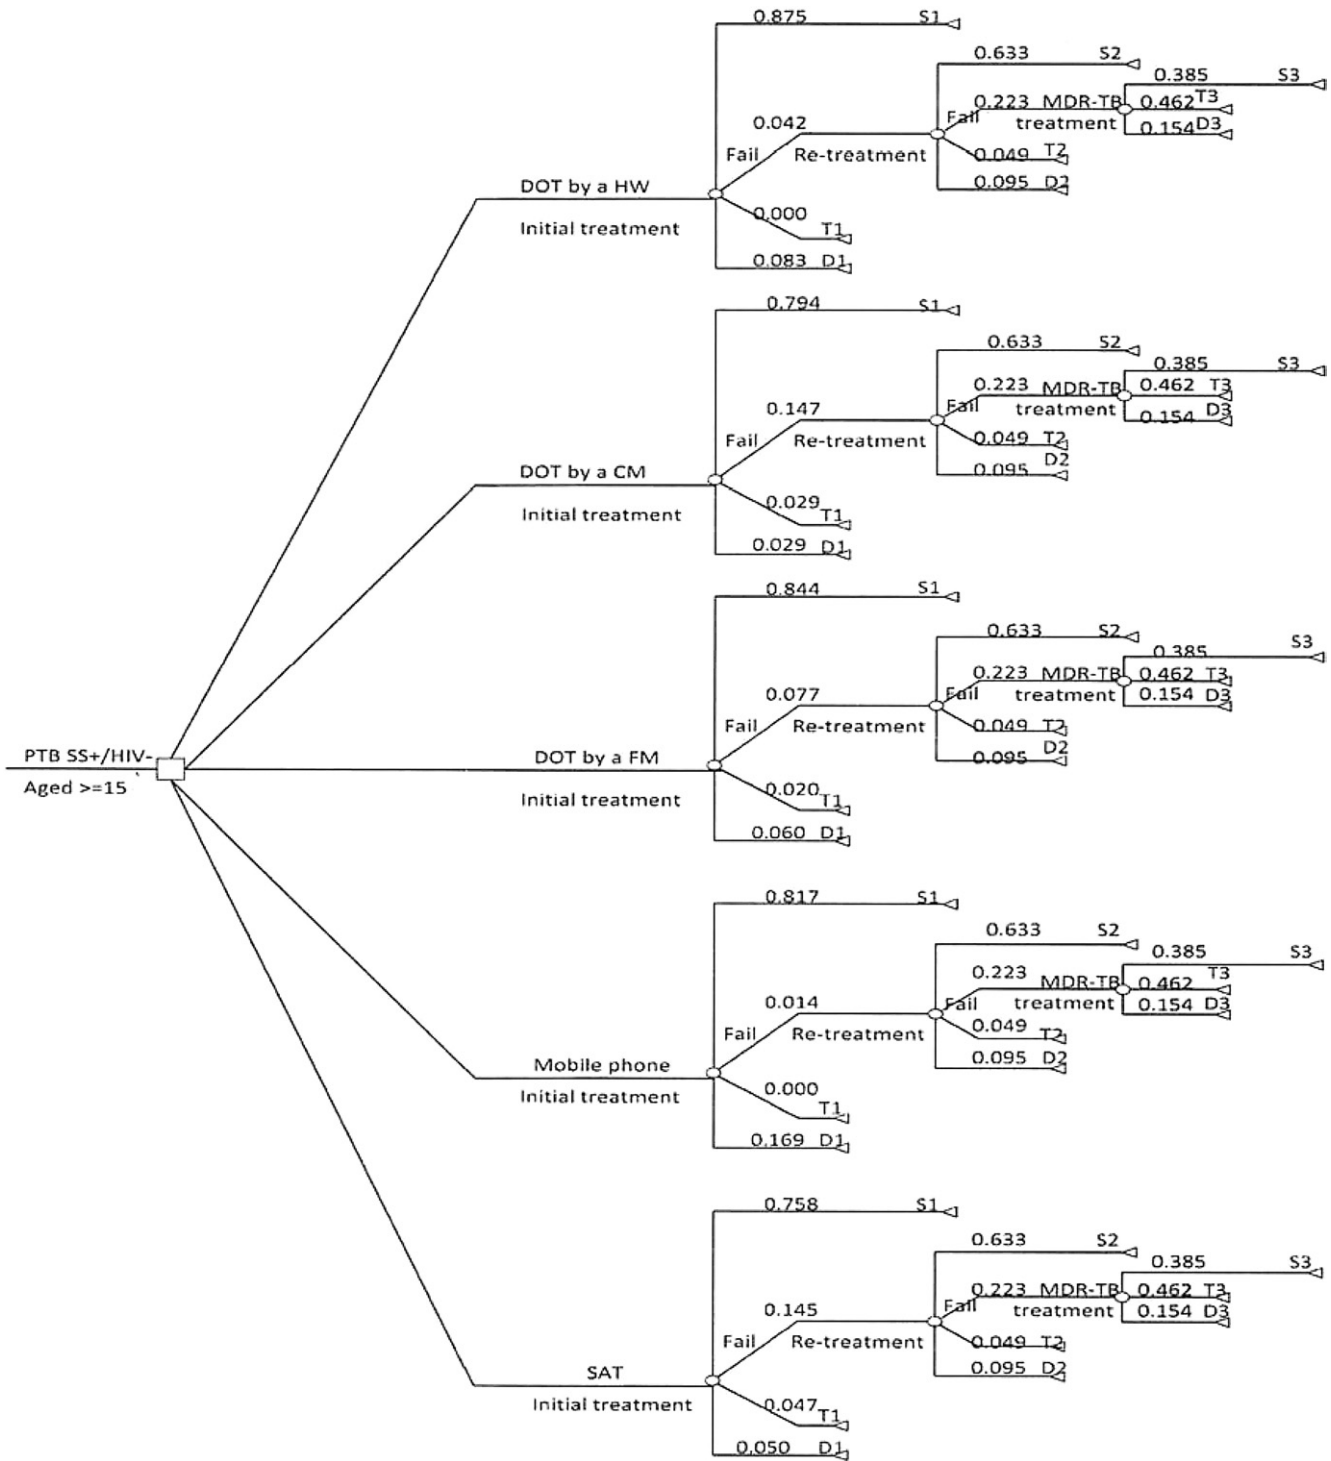 0.875 S1
0.633 S2
0.385 S3
0.223 MDR-TB 0.462 T3
Fail treatment 0.154 D3
0.042
Fail Re-treatment 0.049 T2
0.095 D2
DOT by a HW
Initial treatment
0.000
T1
0.083 D1
0.794 S1
0.633 S2
0.385 S3
0.223 MDR-TB 0.462 T3
Fail treatment 0.154 D3
0.147
Fail Re-treatment 0.049 T2
0.095 D2
DOT by a CM
Initial treatment
0.029
T1
0.029 D1
0.844 S1
0.633 S2
0.385 S3
0.223 MDR-TB 0.462 T3
Fail treatment 0.154 D3
0.077
Fail Re-treatment 0.049 T2
0.095 D2
PTB SS+/HIV-
Aged >=15
DOT by a FM
Initial treatment
0.020
T1
0.060 D1
0.817 S1
0.633 S2
0.385 S3
0.223 MDR-TB 0.462 T3
Fail treatment 0.154 D3
0.014
Fail Re-treatment 0.049 T2
0.095 D2
Mobile phone
Initial treatment
0.000
T1
0.169 D1
0.758 S1
0.633 S2
0.385 S3
0.223 MDR-TB 0.462 T3
Fail treatment 0.154 D3
0.145
Fail Re-treatment 0.049 T2
0.095 D2
SAT
Initial treatment
0.047
T1
0.050 D1